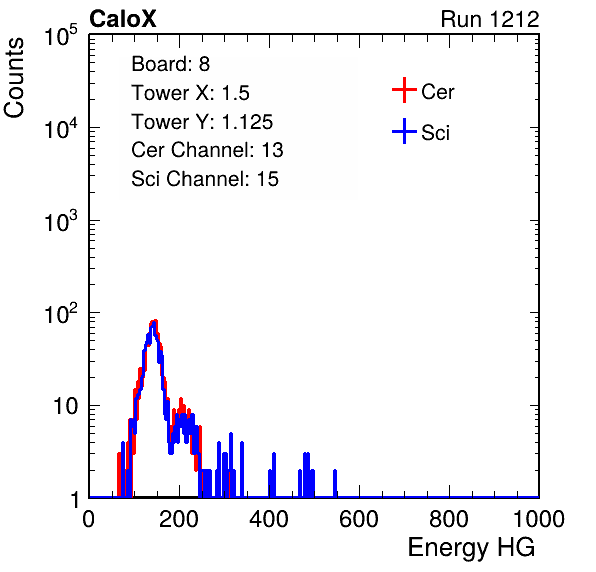 CaloX Run 1212
Counts
10^5
10^4
10^3
10^2
10
1
Board: 8
Tower X: 1.5
Tower Y: 1.125
Cer Channel: 13
Sci Channel: 15
Cer
Sci
0 200 400 600 800 1000
Energy HG